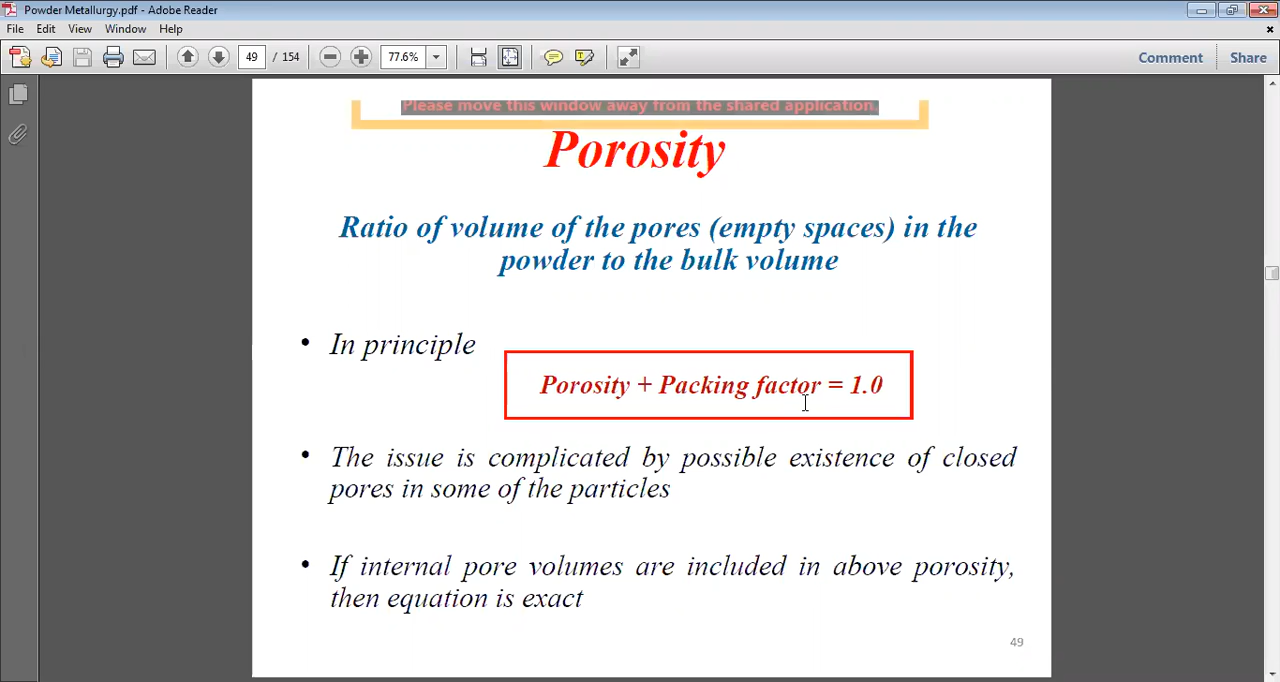 Powder Metallurgy.pdf - Adobe Reader
File Edit View Window Help
49 / 154 77.6% Comment Share
Please move this window away from the shared application.
Porosity
Ratio of volume of the pores (empty spaces) in the
powder to the bulk volume
• In principle
Porosity + Packing factor = 1.0
• The issue is complicated by possible existence of closed
pores in some of the particles
• If internal pore volumes are included in above porosity,
then equation is exact
49